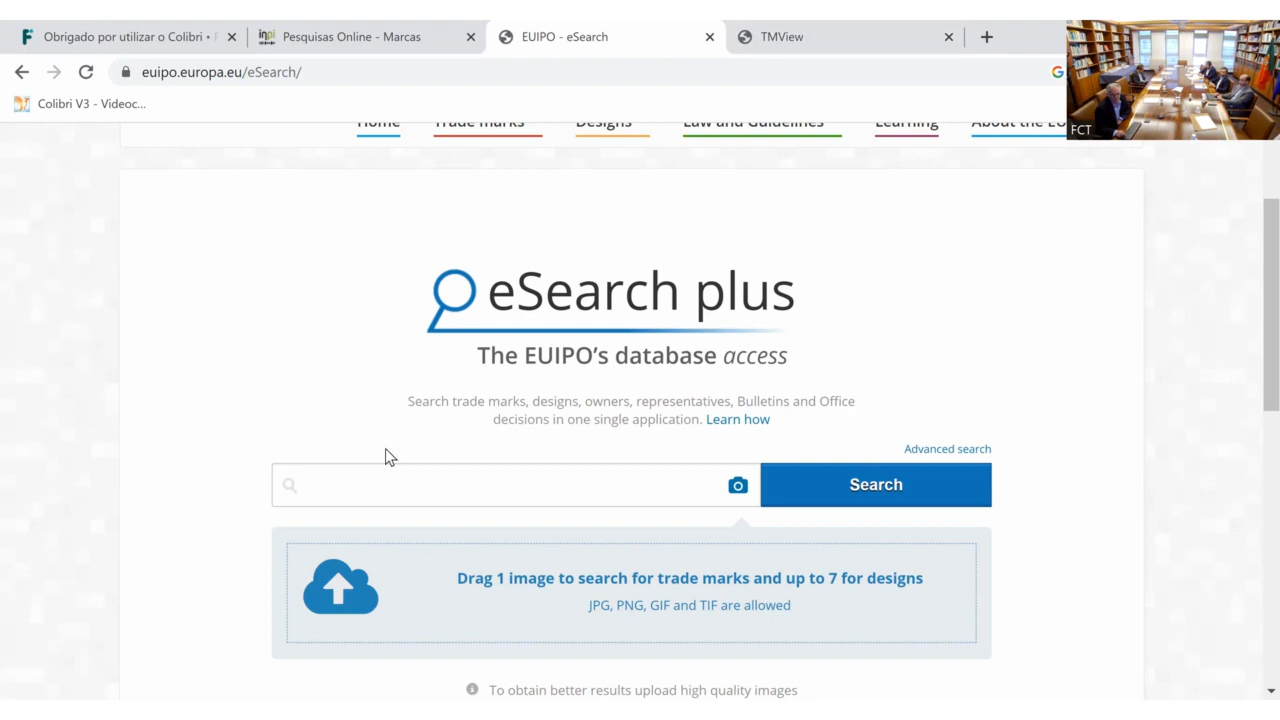 Obrigado por utilizar o Colibri •
inpi Pesquisas Online - Marcas
EUIPO - eSearch
TMView
euipo.europa.eu/eSearch/
Colibri V3 - Videoc...
FCT
Home Trade marks Designs Law and Guidelines Learning About the EU
eSearch plus
The EUIPO's database access
Search trade marks, designs, owners, representatives, Bulletins and Office
decisions in one single application. Learn how
Advanced search
Search
Drag 1 image to search for trade marks and up to 7 for designs
JPG, PNG, GIF and TIF are allowed
To obtain better results upload high quality images